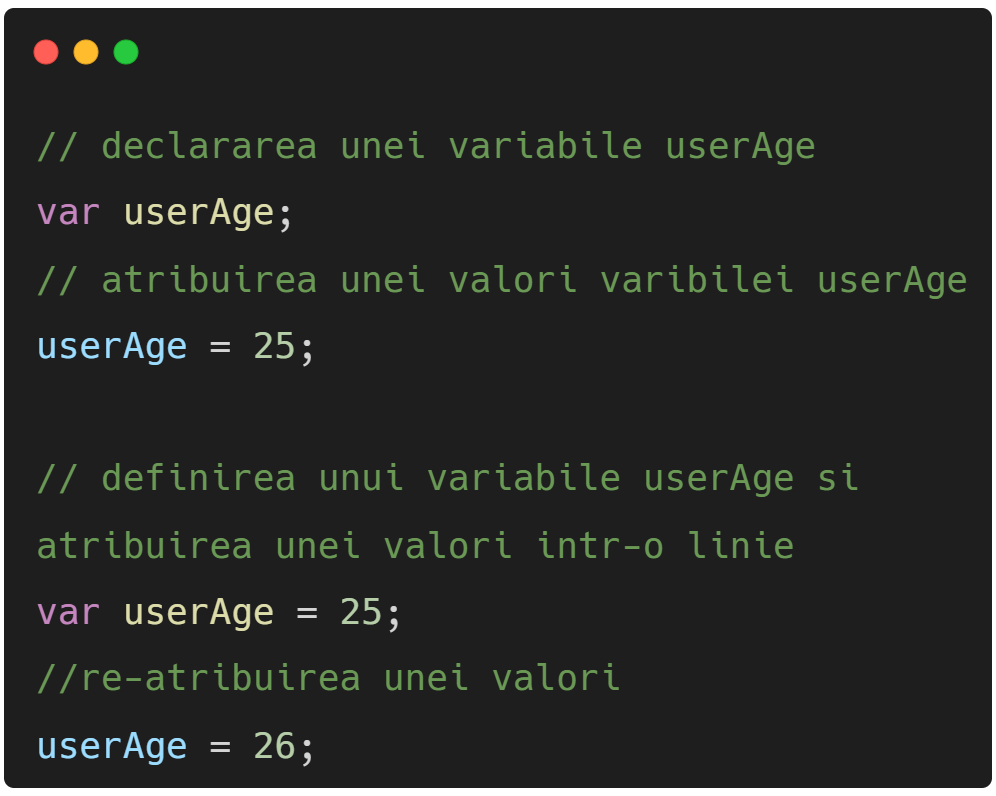 // declararea unei variabile userAge
var userAge;
// atribuirea unei valori varibilei userAge
userAge = 25;
// definirea unui variabile userAge si
atribuirea unei valori intr-o linie
var userAge = 25;
//re-atribuirea unei valori
userAge = 26;